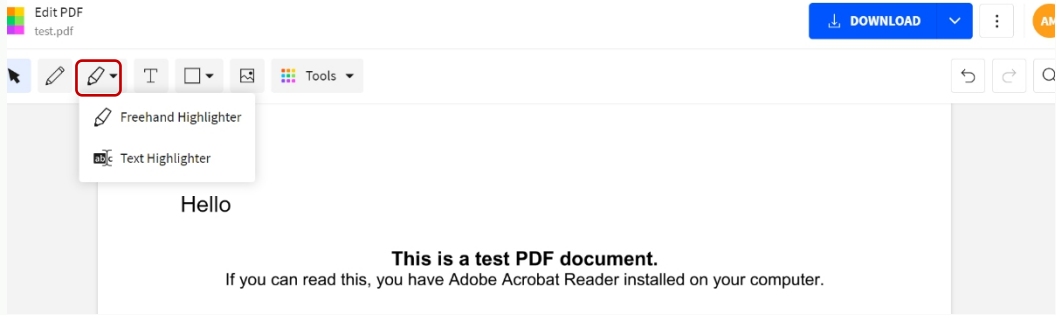 Edit PDF
test.pdf
DOWNLOAD
AM
T
Tools
Freehand Highlighter
abc Text Highlighter
Hello
This is a test PDF document.
If you can read this, you have Adobe Acrobat Reader installed on your computer.